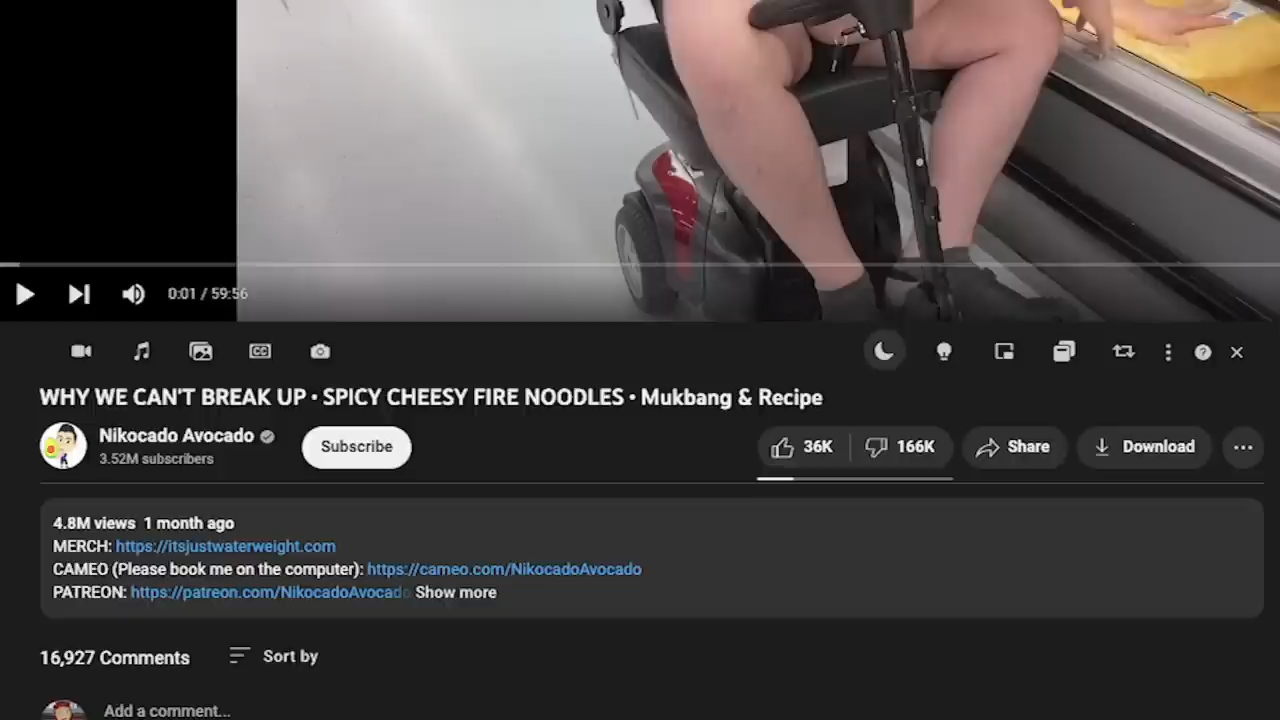 0:01 / 59:56
CC
WHY WE CAN'T BREAK UP • SPICY CHEESY FIRE NOODLES • Mukbang & Recipe
Nikocado Avocado
3.52M subscribers
Subscribe
36K
166K
Share
Download
4.8M views 1 month ago
MERCH: https://itsjustwaterweight.com
CAMEO (Please book me on the computer): https://cameo.com/NikocadoAvocado
PATREON: https://patreon.com/NikocadoAvocado Show more
16,927 Comments
Sort by
Add a comment...